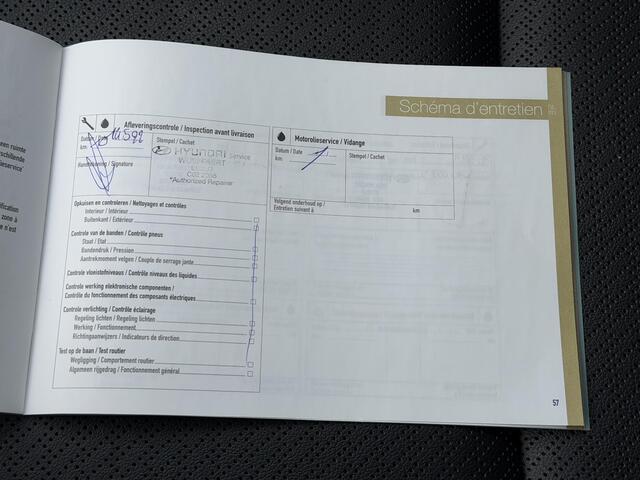 een ruimte
Schéma d'entretien
Afleveringscontrole / Inspection avant livraison
Datum / Date
km
Stempel / Cachet
HYUNDAI Service
*Authorized Repairer
Handtekening / Signature
Motorolieservice / Vidange
Datum / Date
km
Stempel / Cachet
Volgend onderhoud op /
Entretien suivant à km
Opkuisen en controleren / Nettoyages et contrôles
Interieur / Intérieur
Buitenkant / Extérieur
Controle van de banden / Contrôle pneus
Staat / Etat
Bandendruk / Pression
Aantrekmoment velgen / Couple de serrage jante
Controle vloeistofniveaus / Contrôle niveaux des liquides
Controle werking elektronische componenten /
Contrôle du fonctionnement des composants électriques
Controle verlichting / Contrôle éclairage
Regeling lichten / Regeling lichten
Werking / Fonctionnement
Richtingaanwijzers / Indicateurs de direction
Test op de baan / Test routier
Wegligging / Comportement routier
Algemeen rijgedrag / Fonctionnement général
57